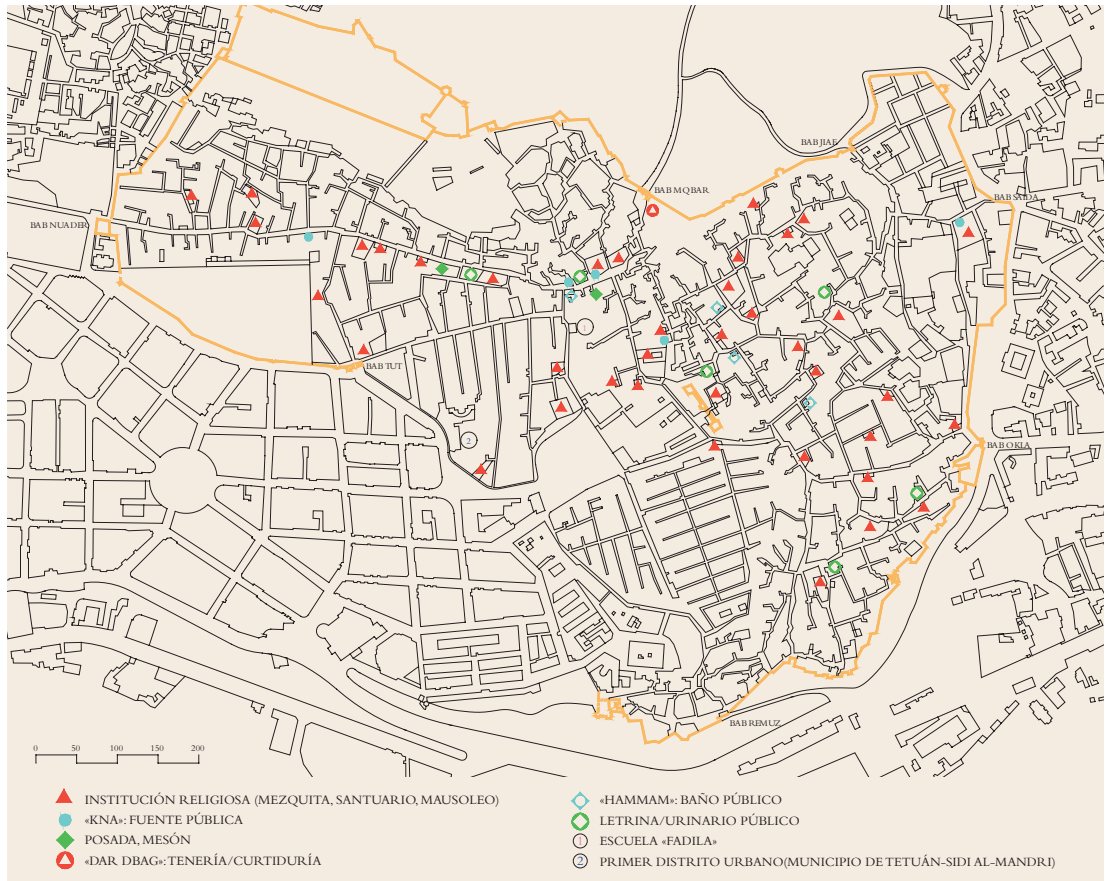 BAB JIAF
BAB MQBAR
BAB SAIDA
BAB NUADER
1
BAB TUT
2
BAB OKLA
BAB REMUZ
0 50 100 150 200
INSTITUCIÓN RELIGIOSA (MEZQUITA, SANTUARIO, MAUSOLEO)
«KNA»: FUENTE PÚBLICA
POSADA, MESÓN
«DAR DBAG»: TENERÍA/CURTIDURÍA
«HAMMAM»: BAÑO PÚBLICO
LETRINA/URINARIO PÚBLICO
1 ESCUELA «FADILA»
2 PRIMER DISTRITO URBANO(MUNICIPIO DE TETUÁN-SIDI AL-MANDRI)